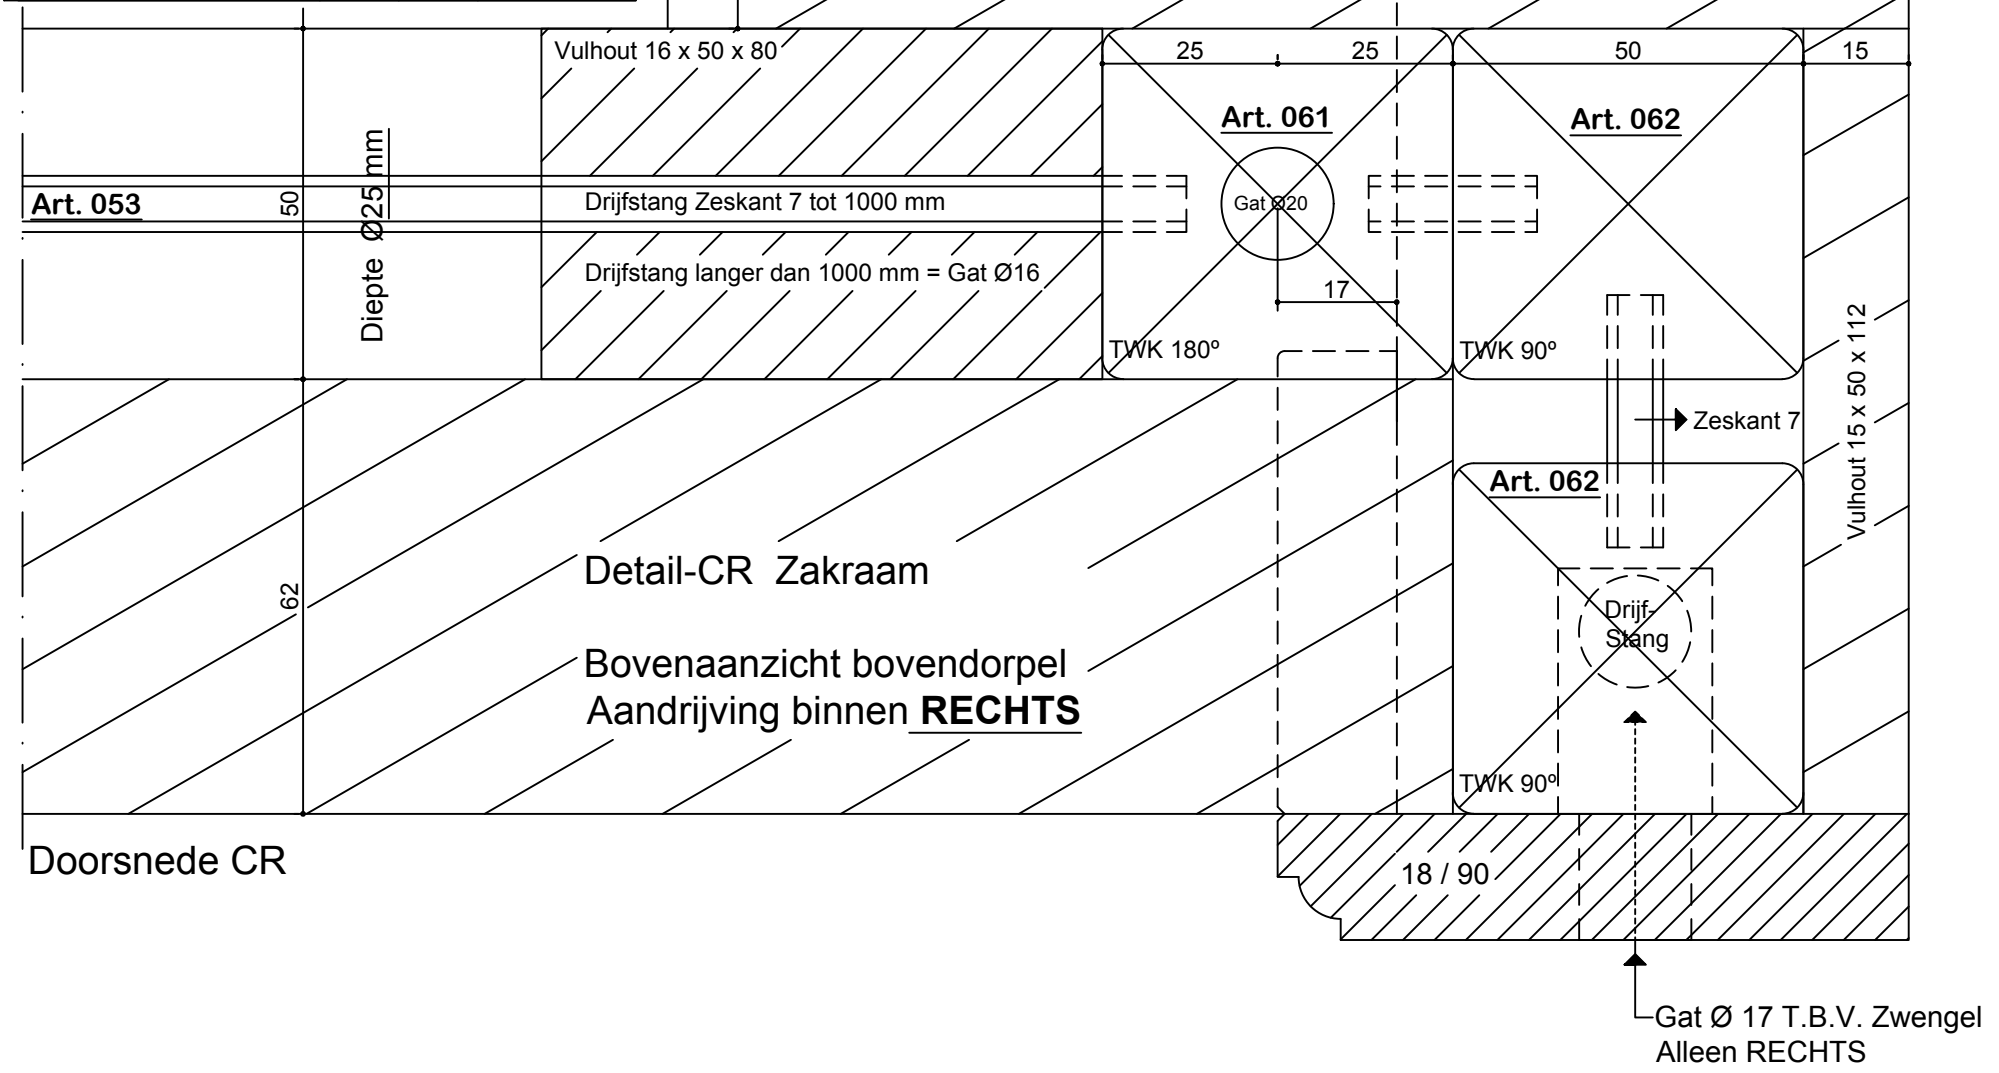 Vulhout 16 x 50 x 80
25
25
50
15
Art. 061
Art. 062
Art. 053
50
Diepte Ø25 mm
Drijfstang Zeskant 7 tot 1000 mm
Gat Ø20
Drijfstang langer dan 1000 mm = Gat Ø16
17
TWK 180º
TWK 90º
Vulhout 15 x 50 x 112
Zeskant 7
Art. 062
62
Detail-CR Zakraam
Drijf-
Stang
Bovenaanzicht bovendorpel
Aandrijving binnen RECHTS
TWK 90º
Doorsnede CR
18 / 90
Gat Ø 17 T.B.V. Zwengel
Alleen RECHTS